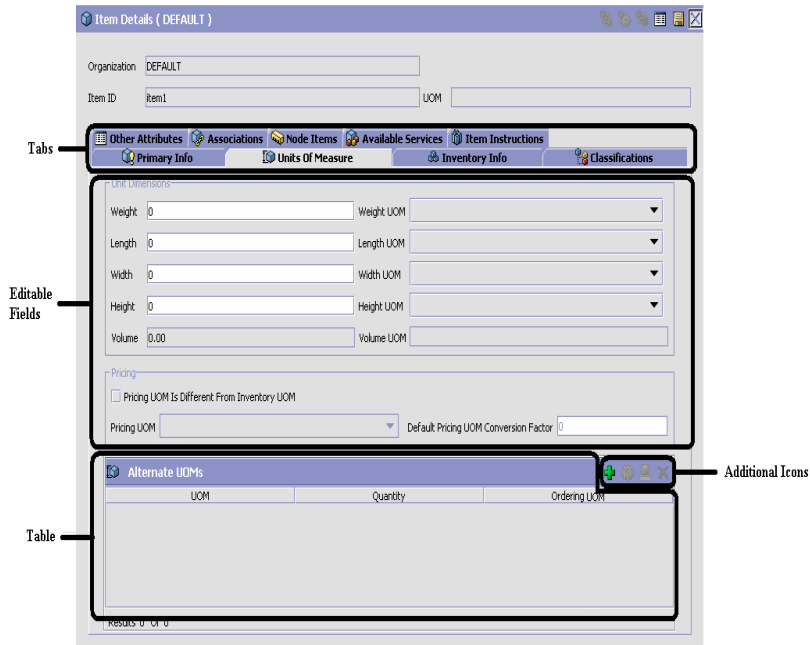 Item Details ( DEFAULT )
Organization DEFAULT
Item ID item1 UOM
Tabs
Other Attributes Associations Node Items Available Services Item Instructions
Primary Info Units Of Measure Inventory Info Classifications
Unit Dimensions
Weight 0 Weight UOM
Length 0 Length UOM
Width 0 Width UOM
Editable
Fields
Height 0 Height UOM
Volume 0.00 Volume UOM
Pricing
Pricing UOM Is Different From Inventory UOM
Pricing UOM Default Pricing UOM Conversion Factor 0
Alternate UOMs
Additional Icons
UOM Quantity Ordering UOM
Table
Results 0 Of 0